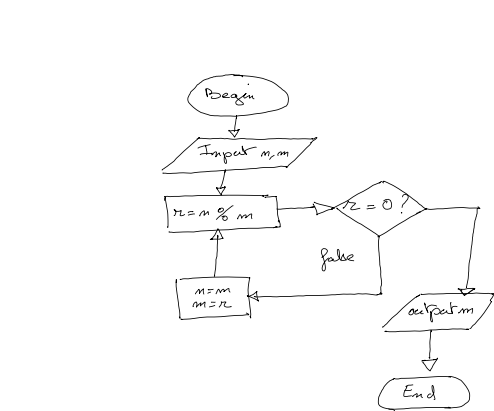 Begin
Input n, m
r = n % m
r = 0 ?
false
n = m
m = r
output m
End